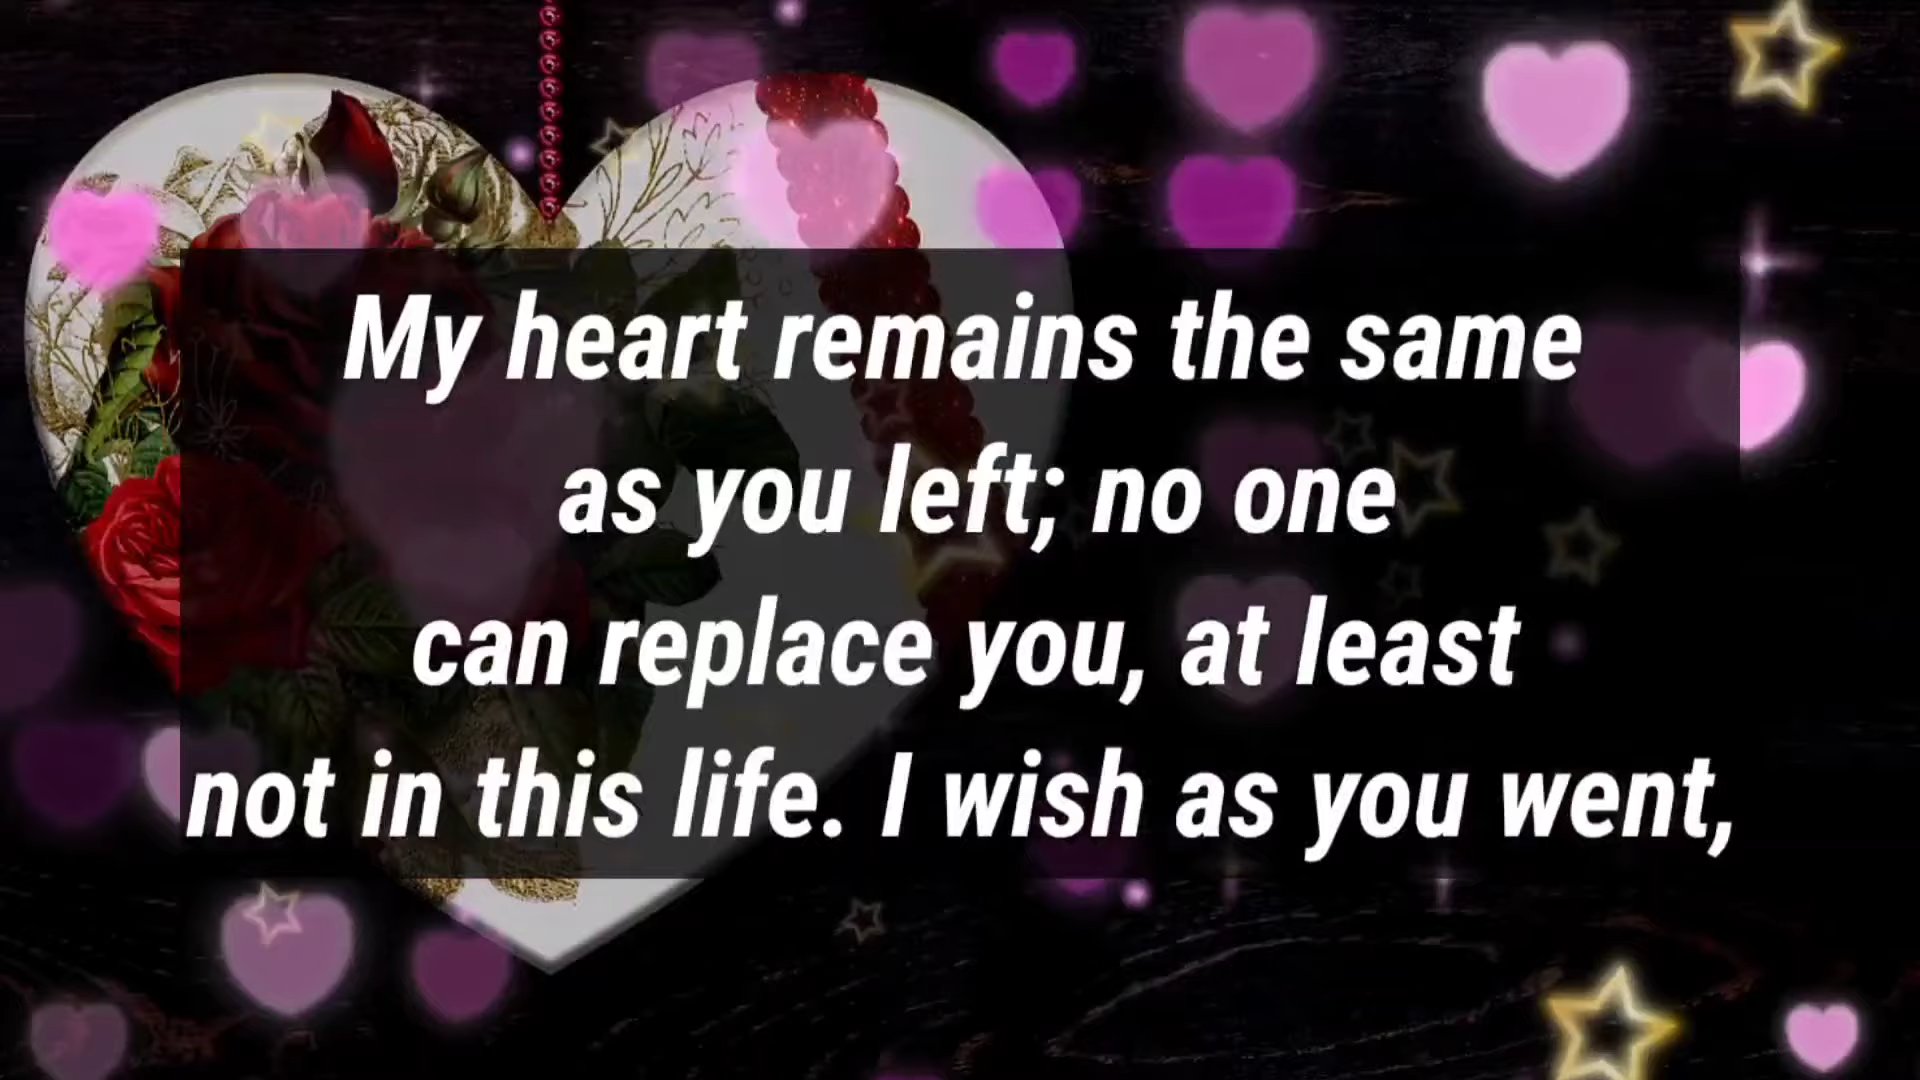 My heart remains the same
as you left; no one
can replace you, at least
not in this life. I wish as you went,